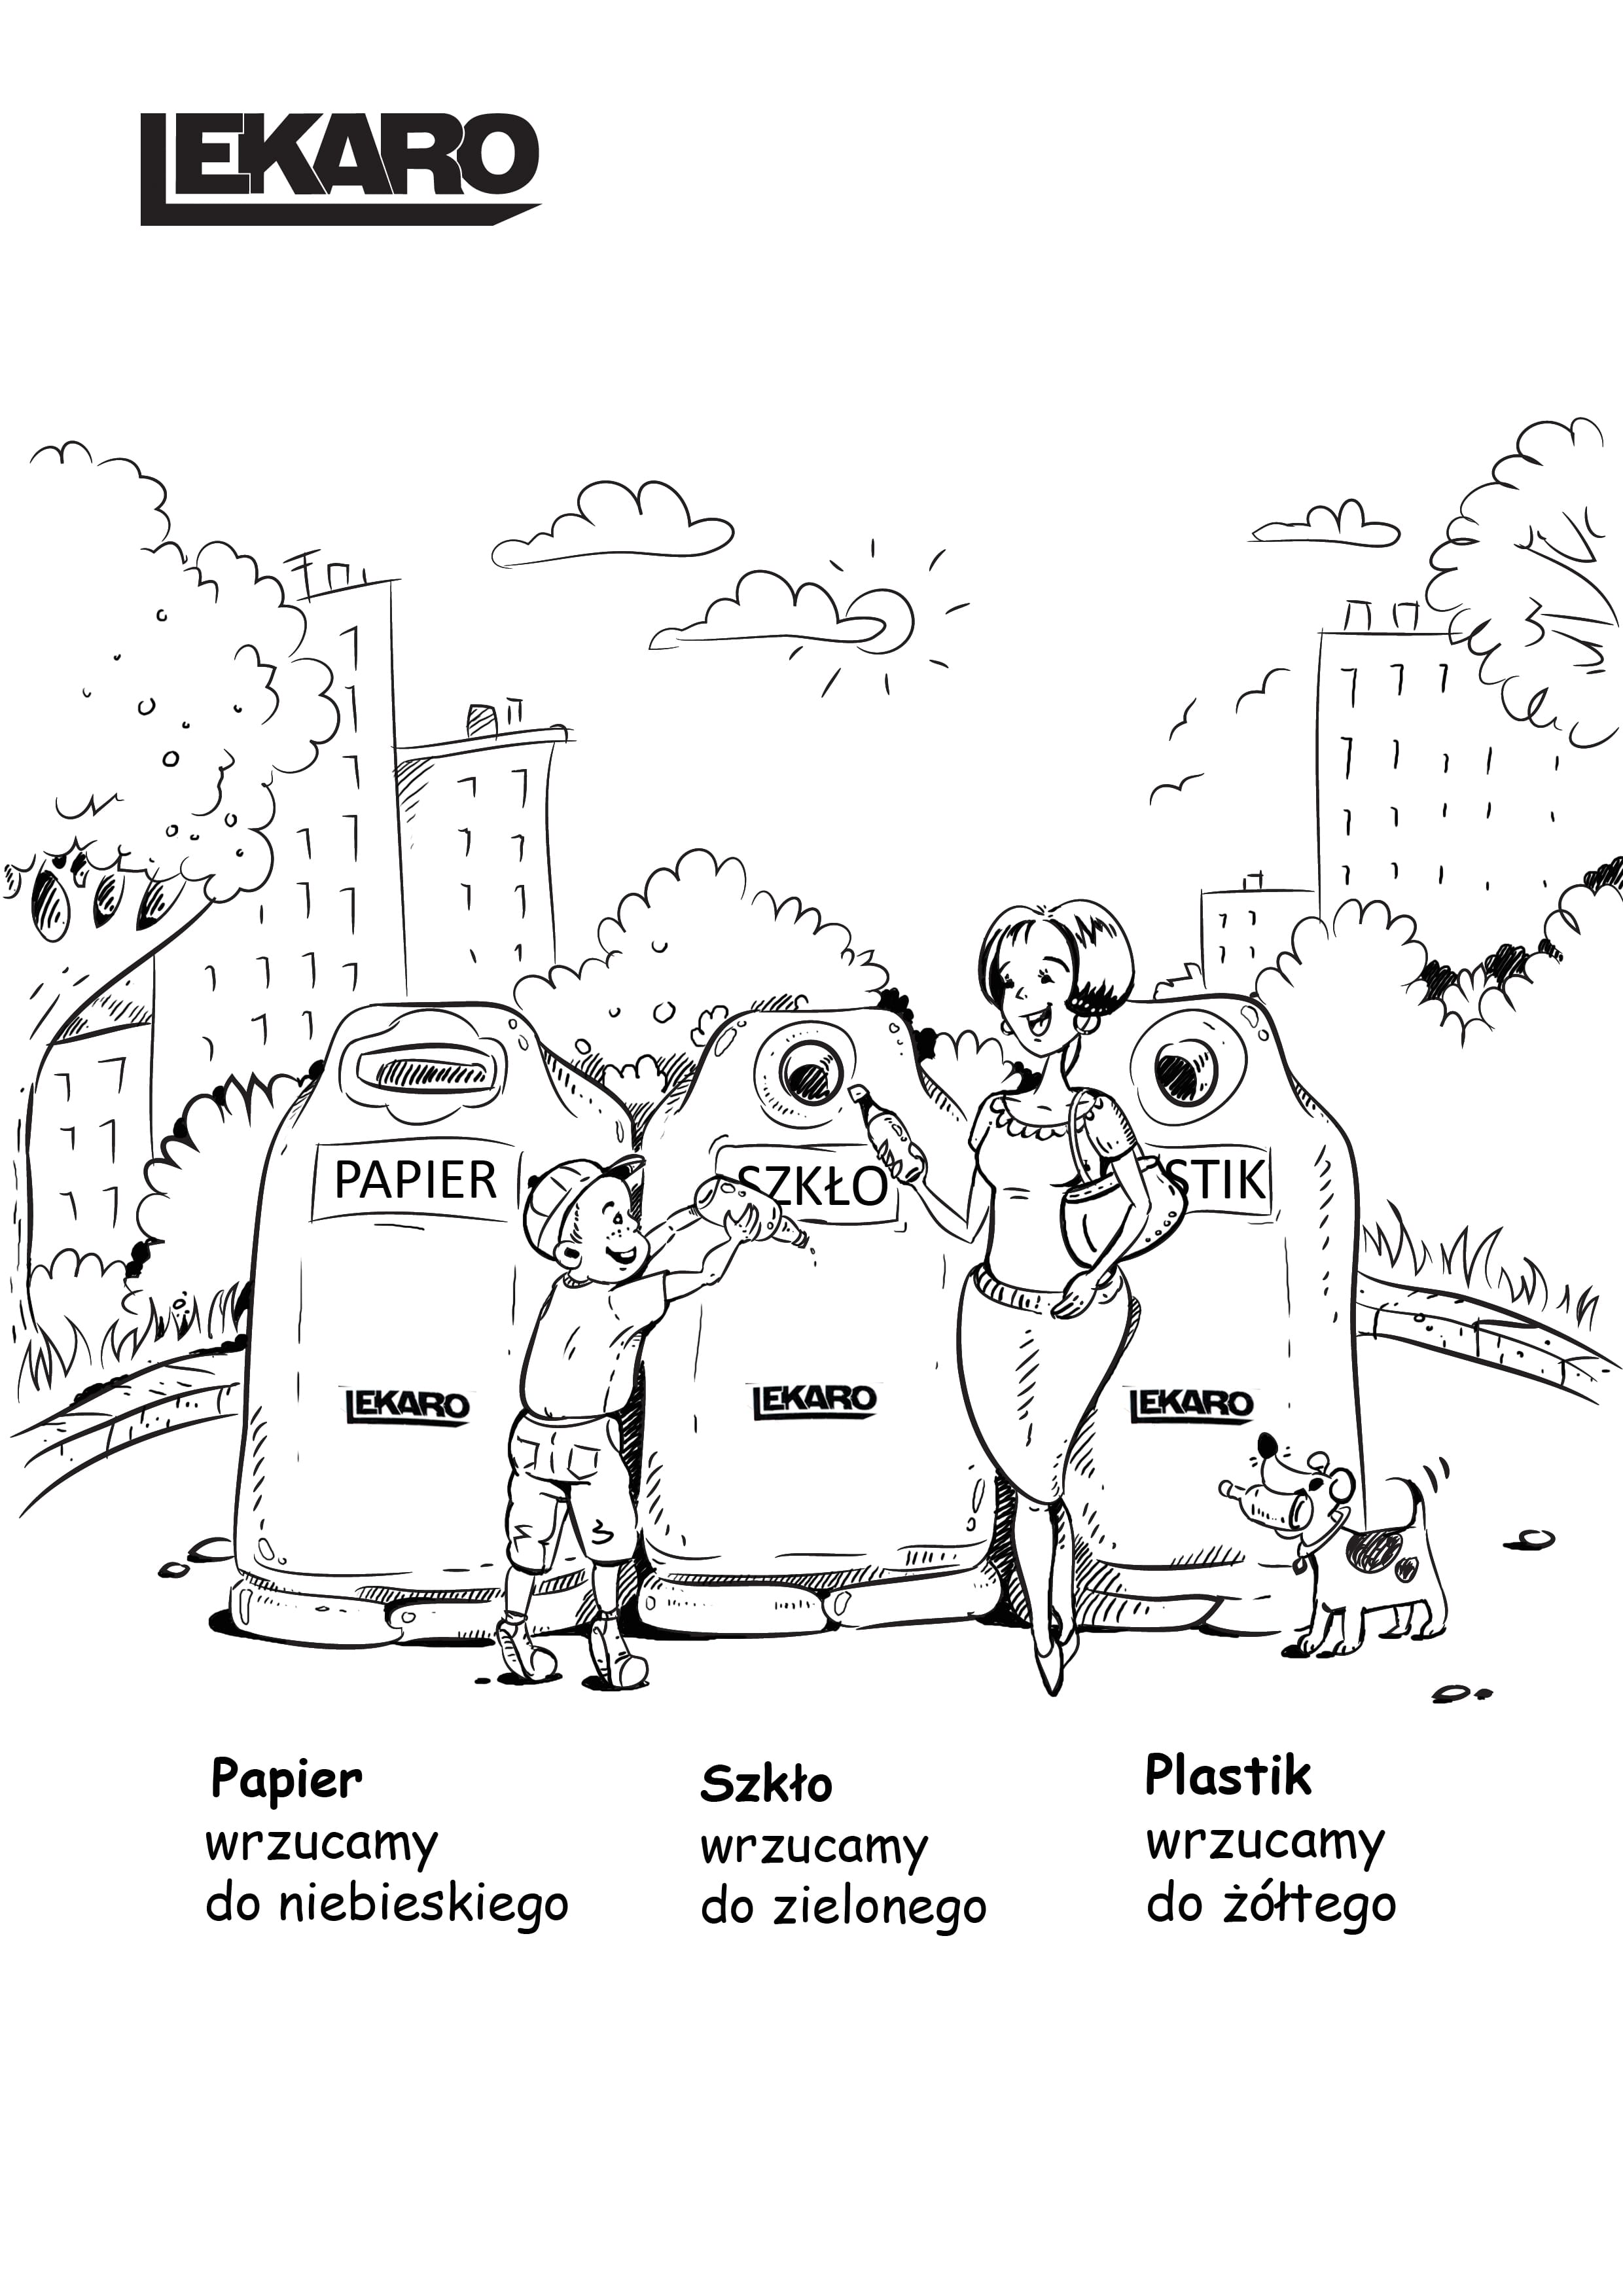 LEKARO
PAPIER
SZKŁO
STIK
LEKARO
LEKARO
LEKARO
Papier
wrzucamy
do niebieskiego
Szkło
wrzucamy
do zielonego
Plastik
wrzucamy
do żółtego